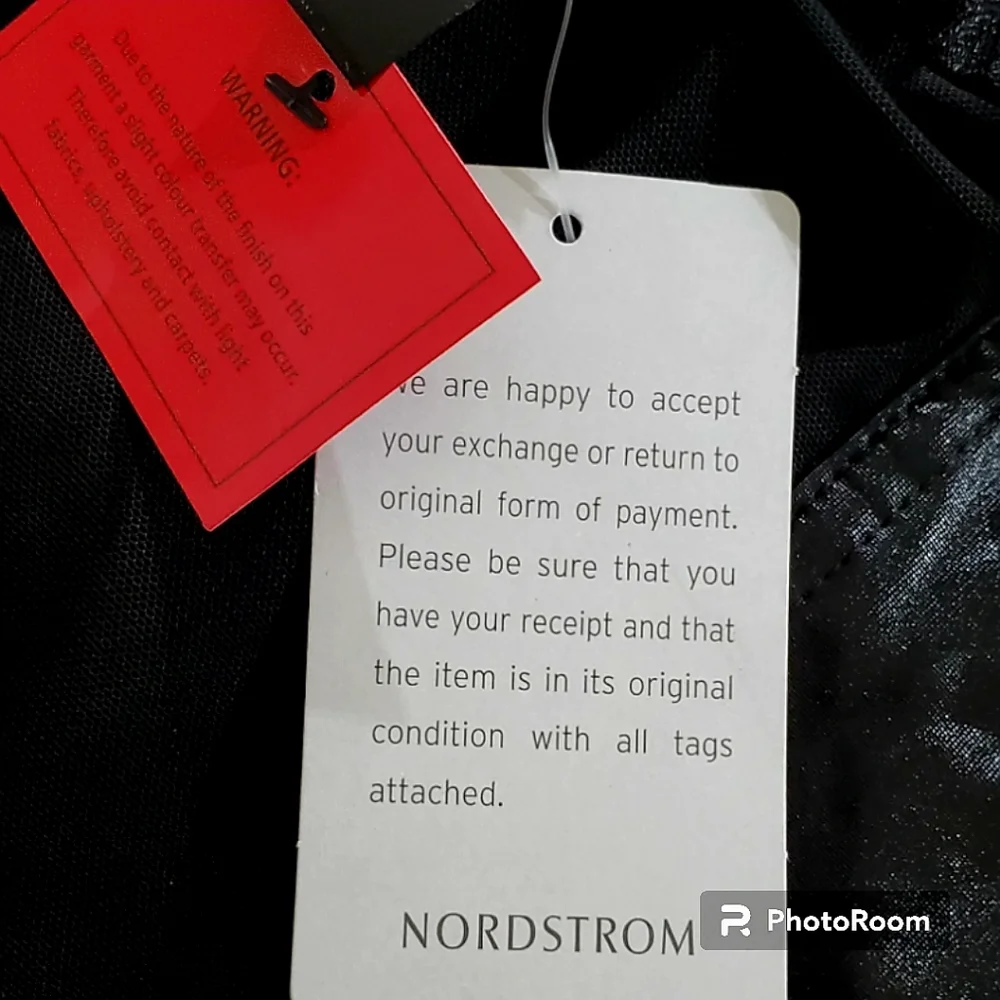 WARNING:
Due to the nature of the finish on this
garment a slight colour transfer may occur.
Therefore avoid contact with light
fabrics, upholstery and carpets.
We are happy to accept
your exchange or return to
original form of payment.
Please be sure that you
have your receipt and that
the item is in its original
condition with all tags
attached.
NORDSTROM
PhotoRoom